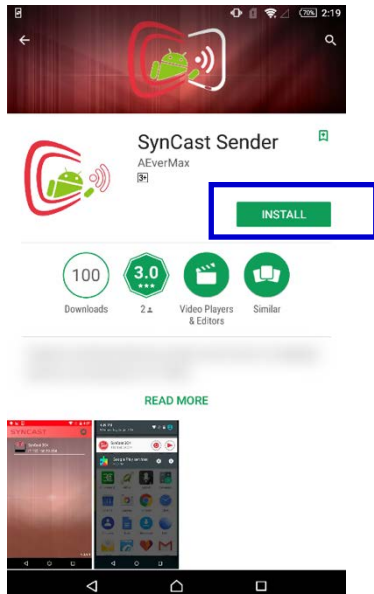 70% 2:19
SynCast Sender
AEverMax
3+
INSTALL
100
3.0
Downloads
2
Video Players
& Editors
Similar
READ MORE
SYNCAST